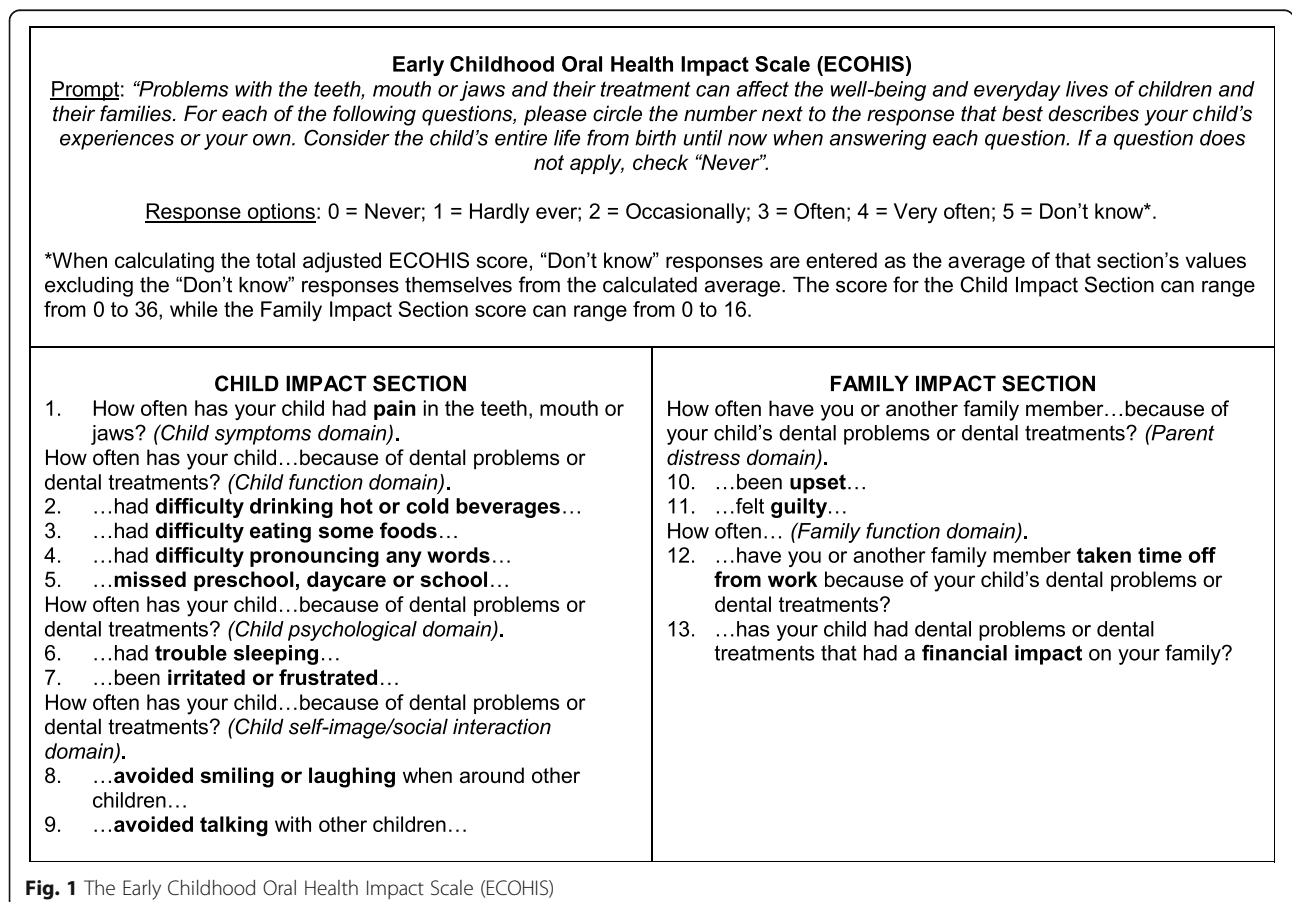 Early Childhood Oral Health Impact Scale (ECOHIS)
Prompt: “Problems with the teeth, mouth or jaws and their treatment can affect the well-being and everyday lives of children and
their families. For each of the following questions, please circle the number next to the response that best describes your child’s
experiences or your own. Consider the child’s entire life from birth until now when answering each question. If a question does
not apply, check “Never”.
Response options: 0 = Never; 1 = Hardly ever; 2 = Occasionally; 3 = Often; 4 = Very often; 5 = Don’t know*.
*When calculating the total adjusted ECOHIS score, “Don’t know” responses are entered as the average of that section’s values
excluding the “Don’t know” responses themselves from the calculated average. The score for the Child Impact Section can range
from 0 to 36, while the Family Impact Section score can range from 0 to 16.
CHILD IMPACT SECTION
1. How often has your child had pain in the teeth, mouth or
jaws? (Child symptoms domain).
How often has your child…because of dental problems or
dental treatments? (Child function domain).
2. …had difficulty drinking hot or cold beverages…
3. …had difficulty eating some foods…
4. …had difficulty pronouncing any words…
5. …missed preschool, daycare or school…
How often has your child…because of dental problems or
dental treatments? (Child psychological domain).
6. …had trouble sleeping…
7. …been irritated or frustrated…
How often has your child…because of dental problems or
dental treatments? (Child self-image/social interaction
domain).
8. …avoided smiling or laughing when around other
children…
9. …avoided talking with other children…
FAMILY IMPACT SECTION
How often have you or another family member…because of
your child’s dental problems or dental treatments? (Parent
distress domain).
10. …been upset…
11. …felt guilty…
How often… (Family function domain).
12. …have you or another family member taken time off
from work because of your child’s dental problems or
dental treatments?
13. …has your child had dental problems or dental
treatments that had a financial impact on your family?
Fig. 1 The Early Childhood Oral Health Impact Scale (ECOHIS)